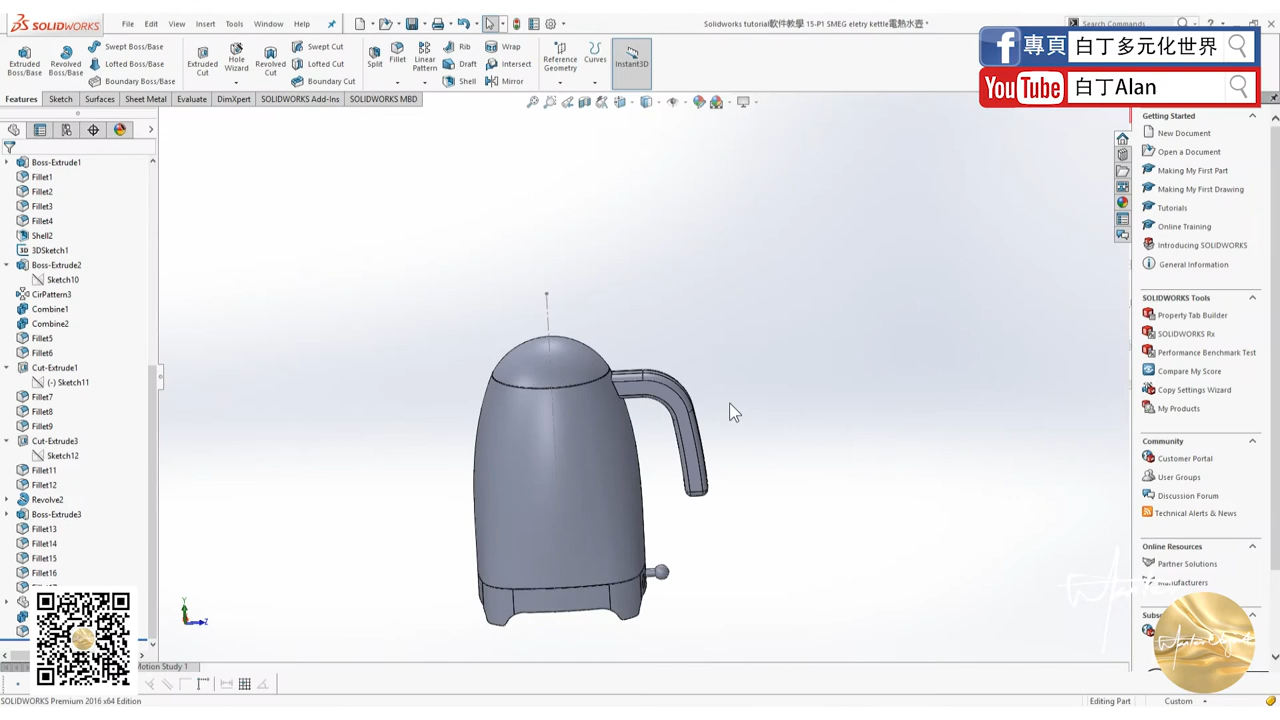 SOLIDWORKS
File
Edit
View
Insert
Tools
Window
Help
Solidworks tutorial軟件教學 15-P1 SMEG eletry kettle電熱水壺*
Search Commands
專頁
白丁多元化世界
YouTube
白丁Alan
Extruded Boss/Base
Revolved Boss/Base
Swept Boss/Base
Lofted Boss/Base
Boundary Boss/Base
Extruded Cut
Hole Wizard
Revolved Cut
Swept Cut
Lofted Cut
Boundary Cut
Split
Fillet
Linear Pattern
Rib
Draft
Shell
Wrap
Intersect
Mirror
Reference Geometry
Curves
Instant3D
Features
Sketch
Surfaces
Sheet Metal
Evaluate
DimXpert
SOLIDWORKS Add-Ins
SOLIDWORKS MBD
Boss-Extrude1
Fillet1
Fillet2
Fillet3
Fillet4
Shell2
3DSketch1
Boss-Extrude2
Sketch10
CirPattern3
Combine1
Combine2
Fillet5
Fillet6
Cut-Extrude1
(-) Sketch11
Fillet7
Fillet8
Fillet9
Cut-Extrude3
Sketch12
Fillet11
Fillet12
Revolve2
Boss-Extrude3
Fillet13
Fillet14
Fillet15
Fillet16
Motion Study 1
SOLIDWORKS Premium 2016 x64 Edition
Y
Z
Getting Started
New Document
Open a Document
Making My First Part
Making My First Drawing
Tutorials
Online Training
Introducing SOLIDWORKS
General Information
SOLIDWORKS Tools
Property Tab Builder
SOLIDWORKS Rx
Performance Benchmark Test
Compare My Score
Copy Settings Wizard
My Products
Community
Customer Portal
User Groups
Discussion Forum
Technical Alerts & News
Online Resources
Partner Solutions
Manufacturers
Editing Part
Custom